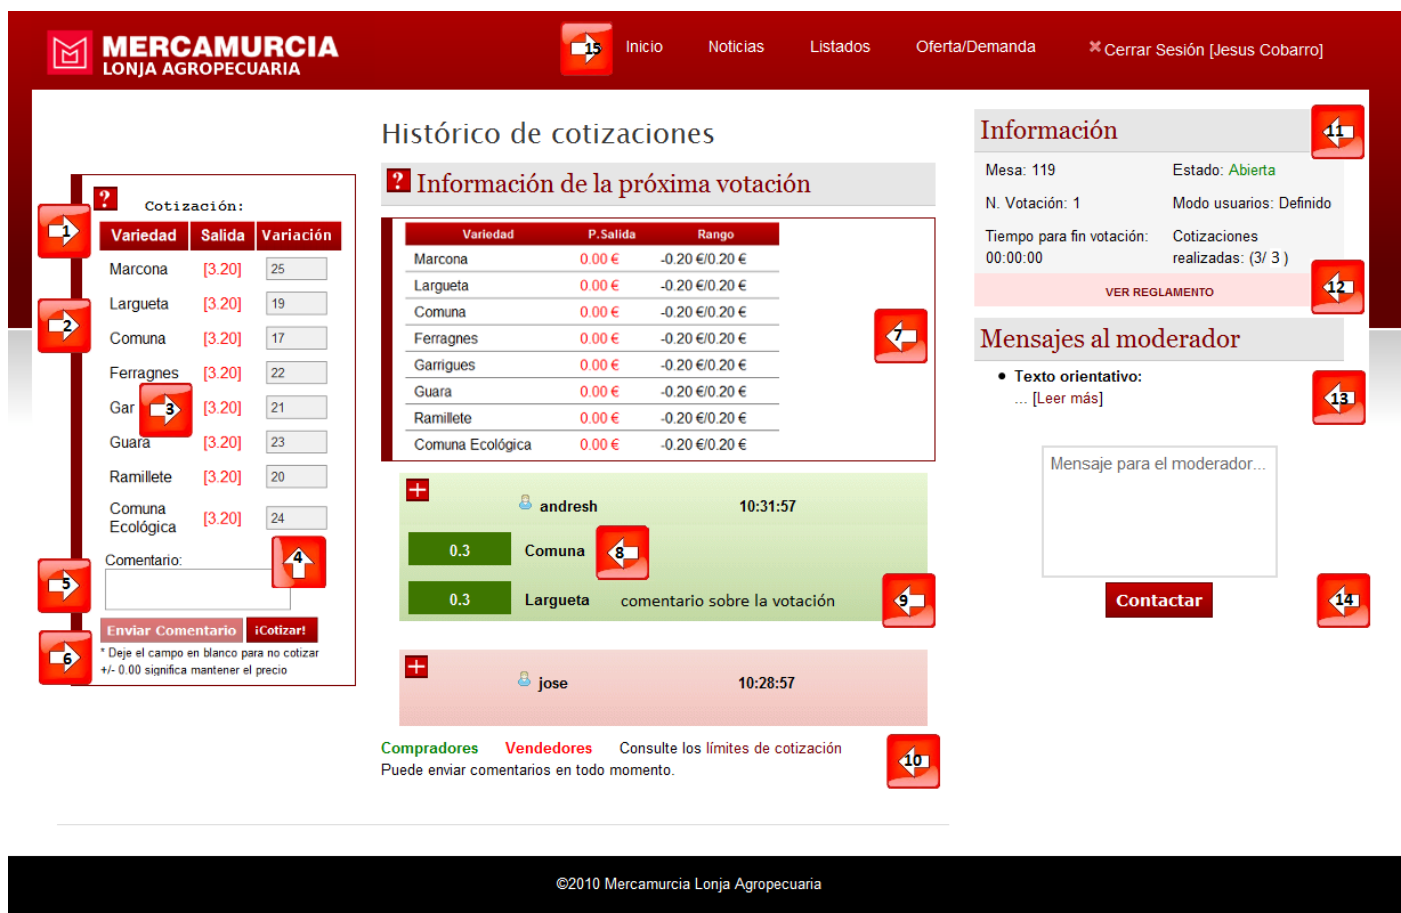 MERCAMURCIA
LONJA AGROPECUARIA
15
Inicio Noticias Listados Oferta/Demanda Cerrar Sesión [Jesus Cobarro]
? Cotización:
1
Variedad Salida Variación
Marcona [3.20] 25
Largueta [3.20] 19
2
Comuna [3.20] 17
Ferragnes [3.20] 22
Gar 3 [3.20] 21
Guara [3.20] 23
Ramillete [3.20] 20
Comuna
Ecológica [3.20] 24
4
Comentario:
5
Enviar Comentario ¡Cotizar!
6
* Deje el campo en blanco para no cotizar
+/- 0.00 significa mantener el precio
Histórico de cotizaciones
? Información de la próxima votación
Variedad P.Salida Rango
Marcona 0.00 € -0.20 €/0.20 €
Largueta 0.00 € -0.20 €/0.20 €
Comuna 0.00 € -0.20 €/0.20 €
Ferragnes 0.00 € -0.20 €/0.20 €
7
Garrigues 0.00 € -0.20 €/0.20 €
Guara 0.00 € -0.20 €/0.20 €
Ramillete 0.00 € -0.20 €/0.20 €
Comuna Ecológica 0.00 € -0.20 €/0.20 €
+
andresh 10:31:57
0.3 Comuna 8
0.3 Largueta comentario sobre la votación 9
+
jose 10:28:57
Compradores Vendedores Consulte los límites de cotización
Puede enviar comentarios en todo momento.
10
Información
11
Mesa: 119 Estado: Abierta
N. Votación: 1 Modo usuarios: Definido
Tiempo para fin votación: Cotizaciones
00:00:00 realizadas: (3/ 3 )
VER REGLAMENTO
12
Mensajes al moderador
Texto orientativo:
... [Leer más]
13
Mensaje para el moderador...
Contactar
14
©2010 Mercamurcia Lonja Agropecuaria